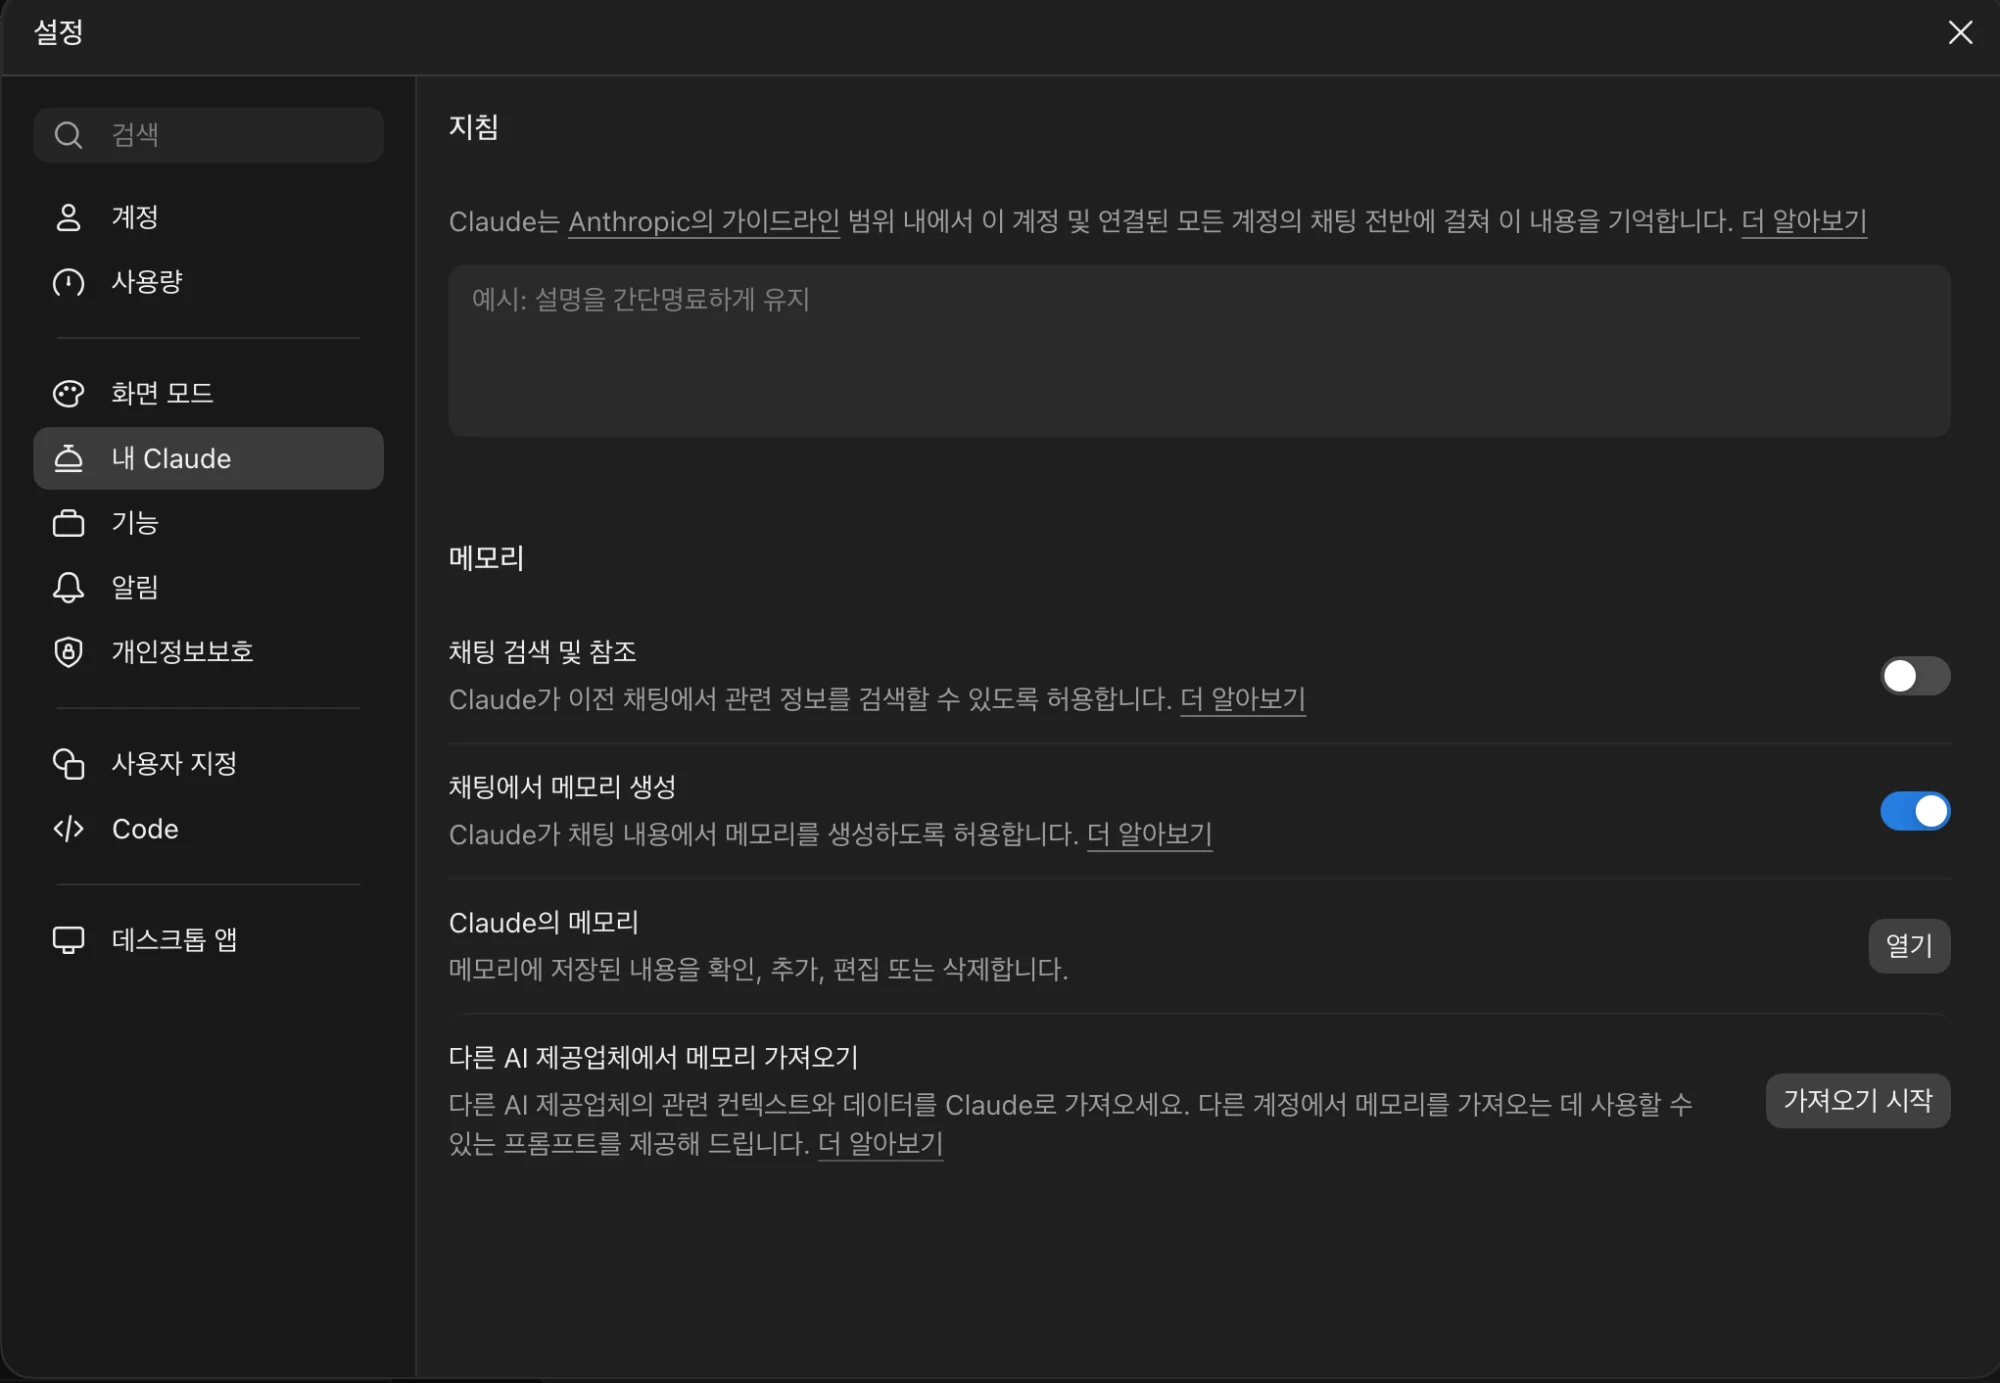 설정
검색
계정
사용량
화면 모드
내 Claude
기능
알림
개인정보보호
사용자 지정
Code
데스크톱 앱
지침
Claude는 Anthropic의 가이드라인 범위 내에서 이 계정 및 연결된 모든 계정의 채팅 전반에 걸쳐 이 내용을 기억합니다. 더 알아보기
예시: 설명을 간단명료하게 유지
메모리
채팅 검색 및 참조
Claude가 이전 채팅에서 관련 정보를 검색할 수 있도록 허용합니다. 더 알아보기
채팅에서 메모리 생성
Claude가 채팅 내용에서 메모리를 생성하도록 허용합니다. 더 알아보기
Claude의 메모리
메모리에 저장된 내용을 확인, 추가, 편집 또는 삭제합니다.
열기
다른 AI 제공업체에서 메모리 가져오기
다른 AI 제공업체의 관련 컨텍스트와 데이터를 Claude로 가져오세요. 다른 계정에서 메모리를 가져오는 데 사용할 수
있는 프롬프트를 제공해 드립니다. 더 알아보기
가져오기 시작